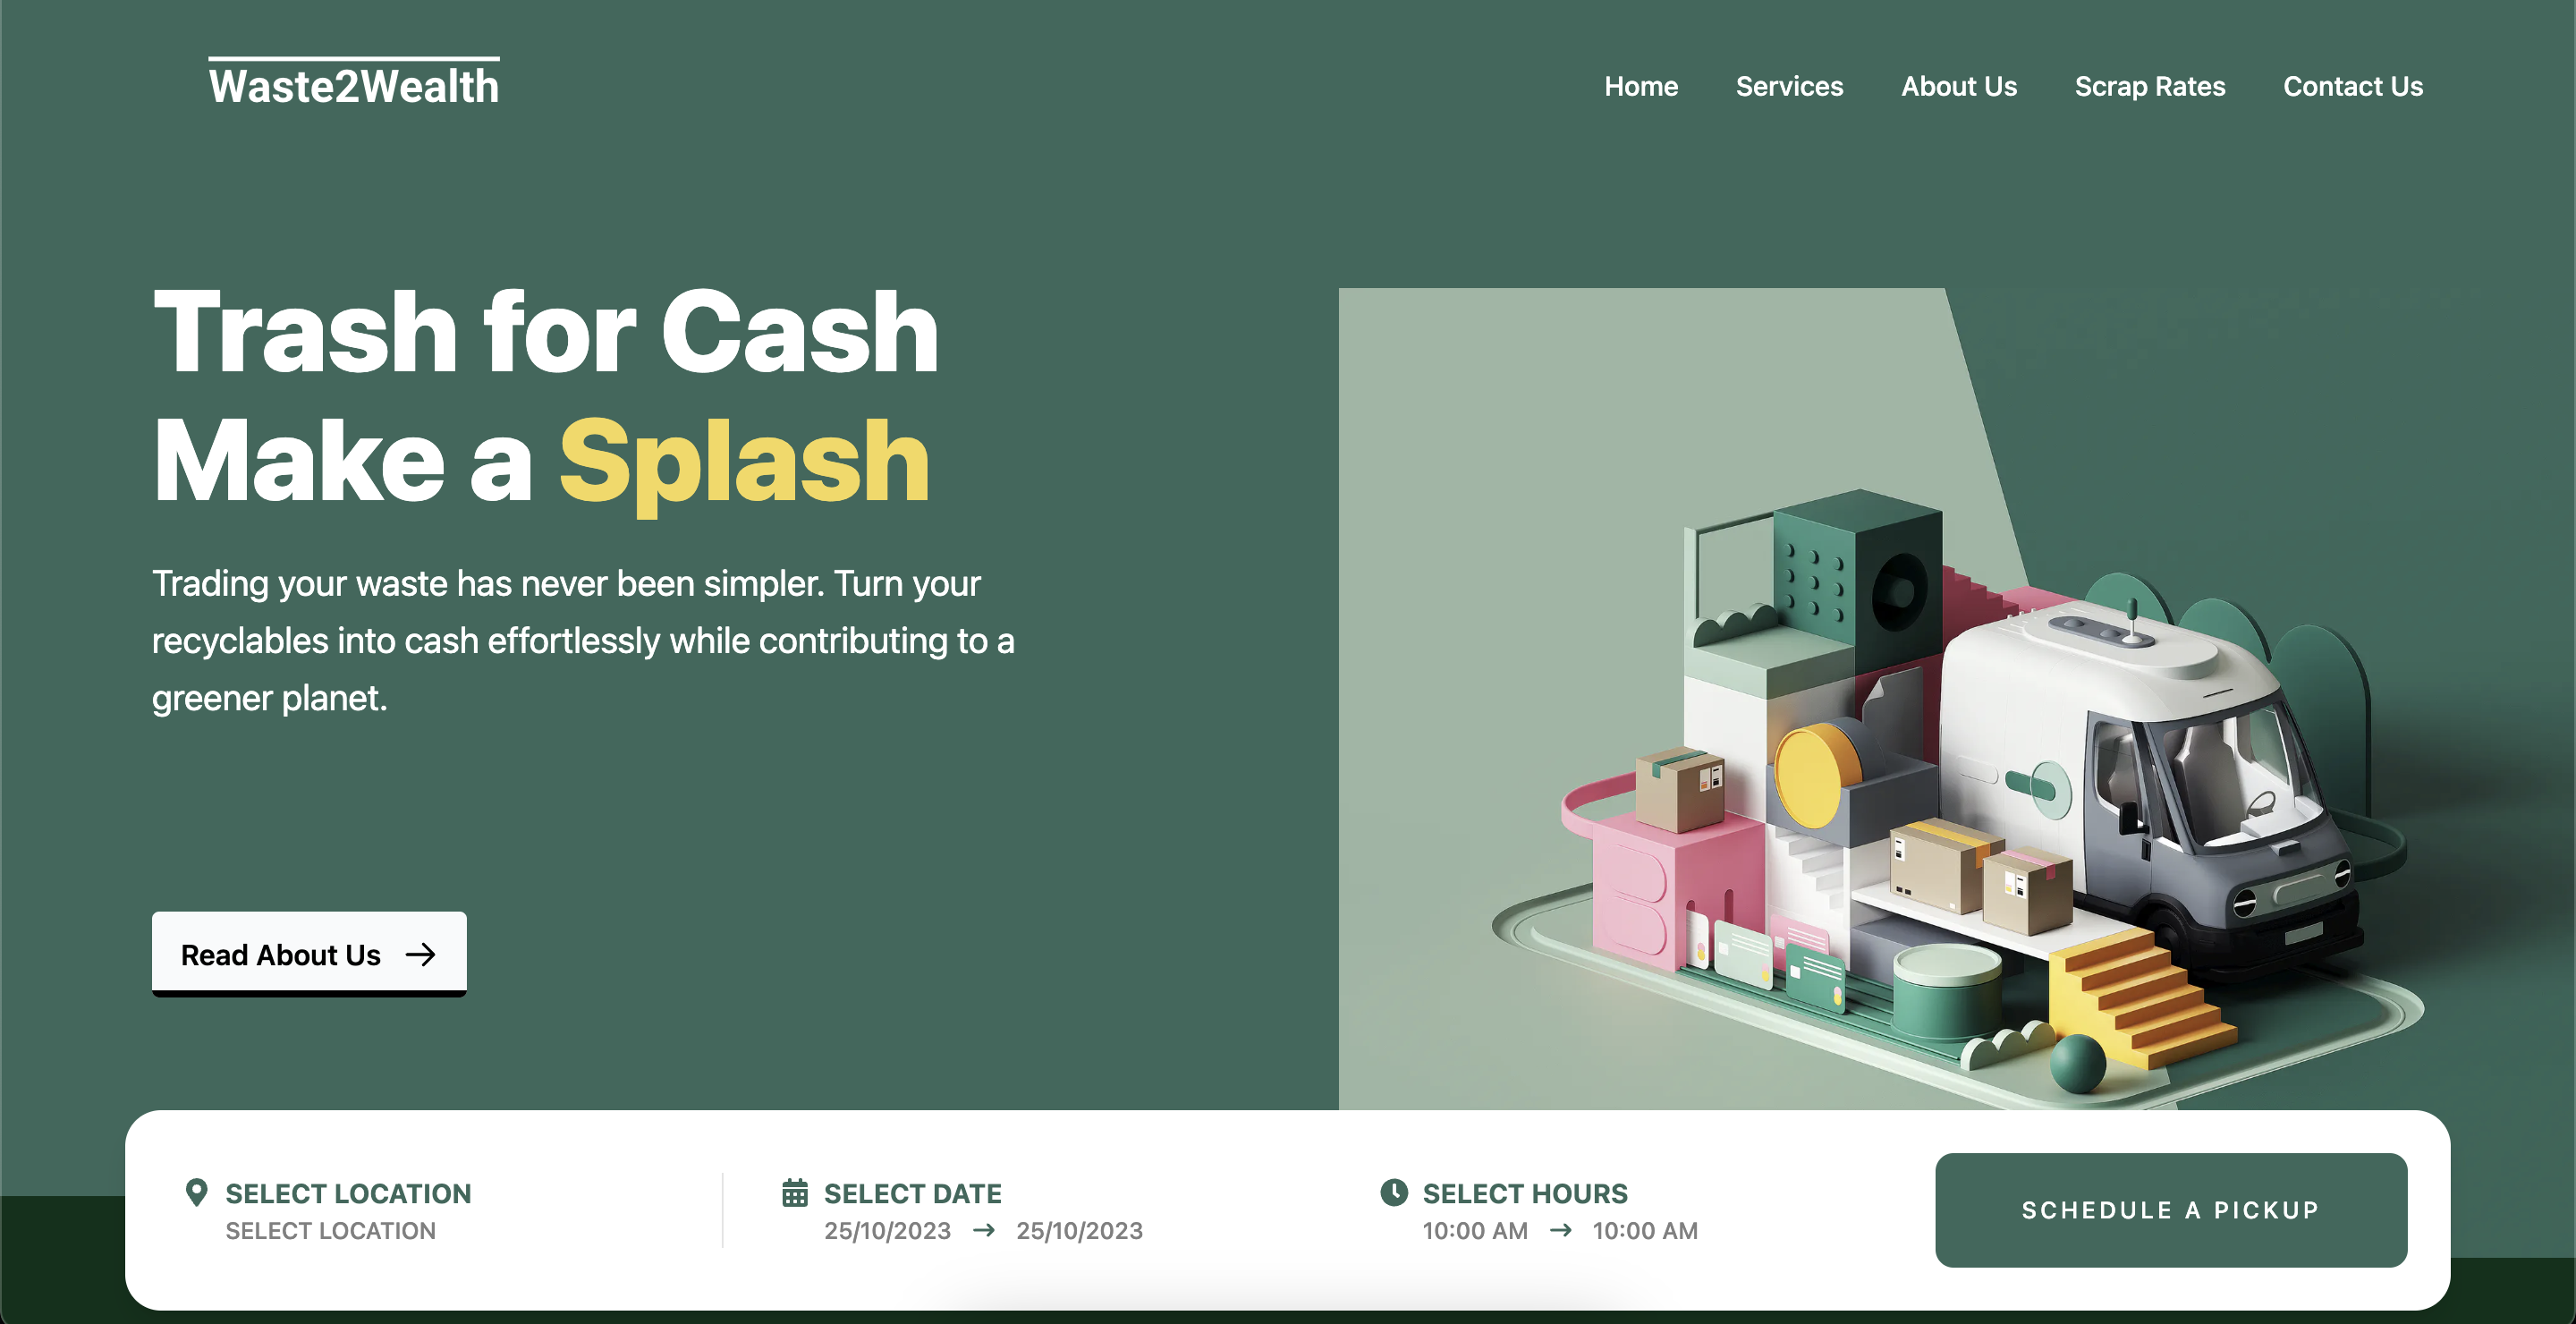 Waste2Wealth
Home Services About Us Scrap Rates Contact Us
Trash for Cash
Make a Splash
Trading your waste has never been simpler. Turn your
recyclables into cash effortlessly while contributing to a
greener planet.
Read About Us →
SELECT LOCATION
SELECT LOCATION
SELECT DATE
25/10/2023 → 25/10/2023
SELECT HOURS
10:00 AM → 10:00 AM
SCHEDULE A PICKUP